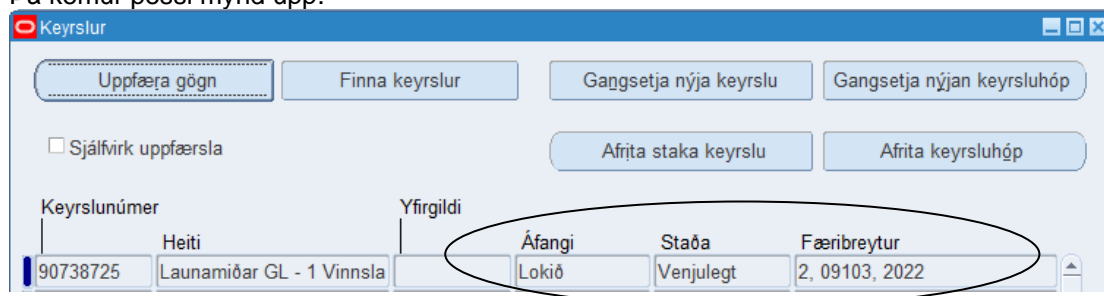 Þá kemur þessi mynd upp:
Keyrslur
Uppfæra gögn Finna keyrslur Gangsetja nýja keyrslu Gangsetja nýjan keyrsluhóp
Sjálfvirk uppfærsla Afrita staka keyrslu Afrita keyrsluhóp
Keyrslunúmer Yfirgildi
Heiti Áfangi Staða Færibreytur
90738725 Launamiðar GL - 1 Vinnsla Lokið Venjulegt 2, 09103, 2022